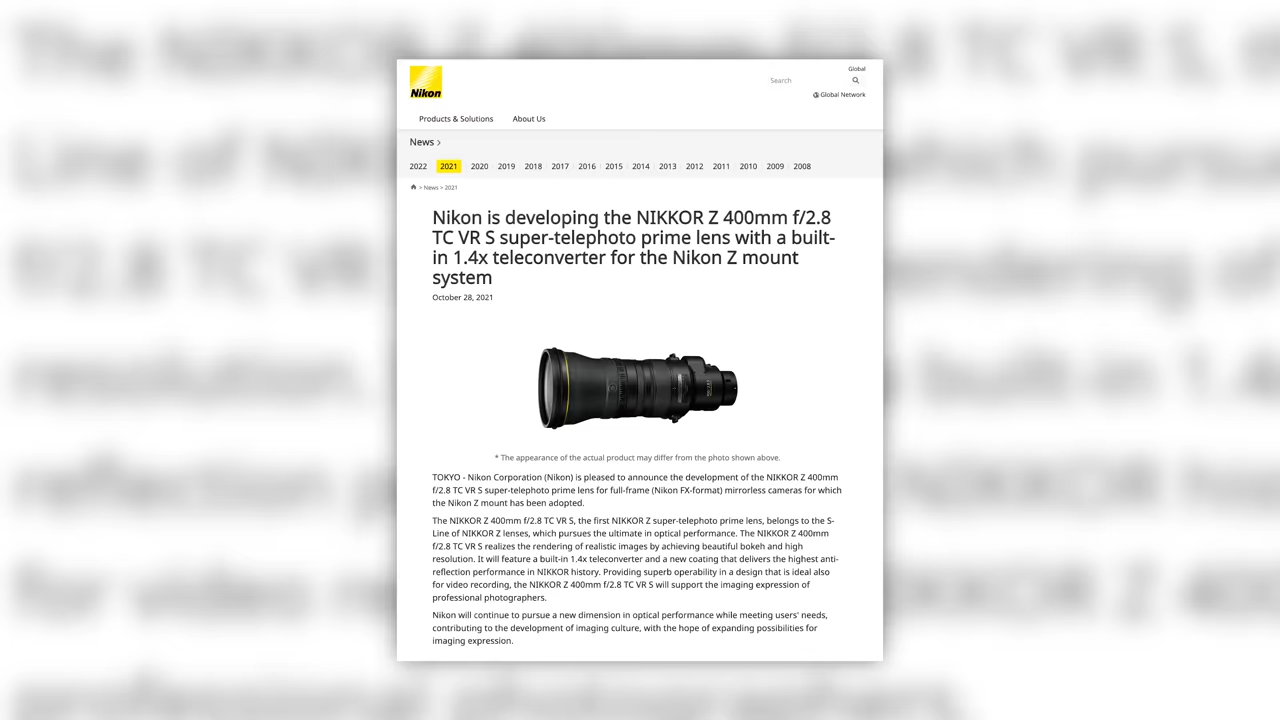 Nikon
Global
Search
Global Network
Products & Solutions About Us
News >
2022 2021 2020 2019 2018 2017 2016 2015 2014 2013 2012 2011 2010 2009 2008
> News > 2021
Nikon is developing the NIKKOR Z 400mm f/2.8
TC VR S super-telephoto prime lens with a built-
in 1.4x teleconverter for the Nikon Z mount
system
October 28, 2021
* The appearance of the actual product may differ from the photo shown above.
TOKYO - Nikon Corporation (Nikon) is pleased to announce the development of the NIKKOR Z 400mm
f/2.8 TC VR S super-telephoto prime lens for full-frame (Nikon FX-format) mirrorless cameras for which
the Nikon Z mount has been adopted.
The NIKKOR Z 400mm f/2.8 TC VR S, the first NIKKOR Z super-telephoto prime lens, belongs to the S-
Line of NIKKOR Z lenses, which pursues the ultimate in optical performance. The NIKKOR Z 400mm
f/2.8 TC VR S realizes the rendering of realistic images by achieving beautiful bokeh and high
resolution. It will feature a built-in 1.4x teleconverter and a new coating that delivers the highest anti-
reflection performance in NIKKOR history. Providing superb operability in a design that is ideal also
for video recording, the NIKKOR Z 400mm f/2.8 TC VR S will support the imaging expression of
professional photographers.
Nikon will continue to pursue a new dimension in optical performance while meeting users' needs,
contributing to the development of imaging culture, with the hope of expanding possibilities for
imaging expression.